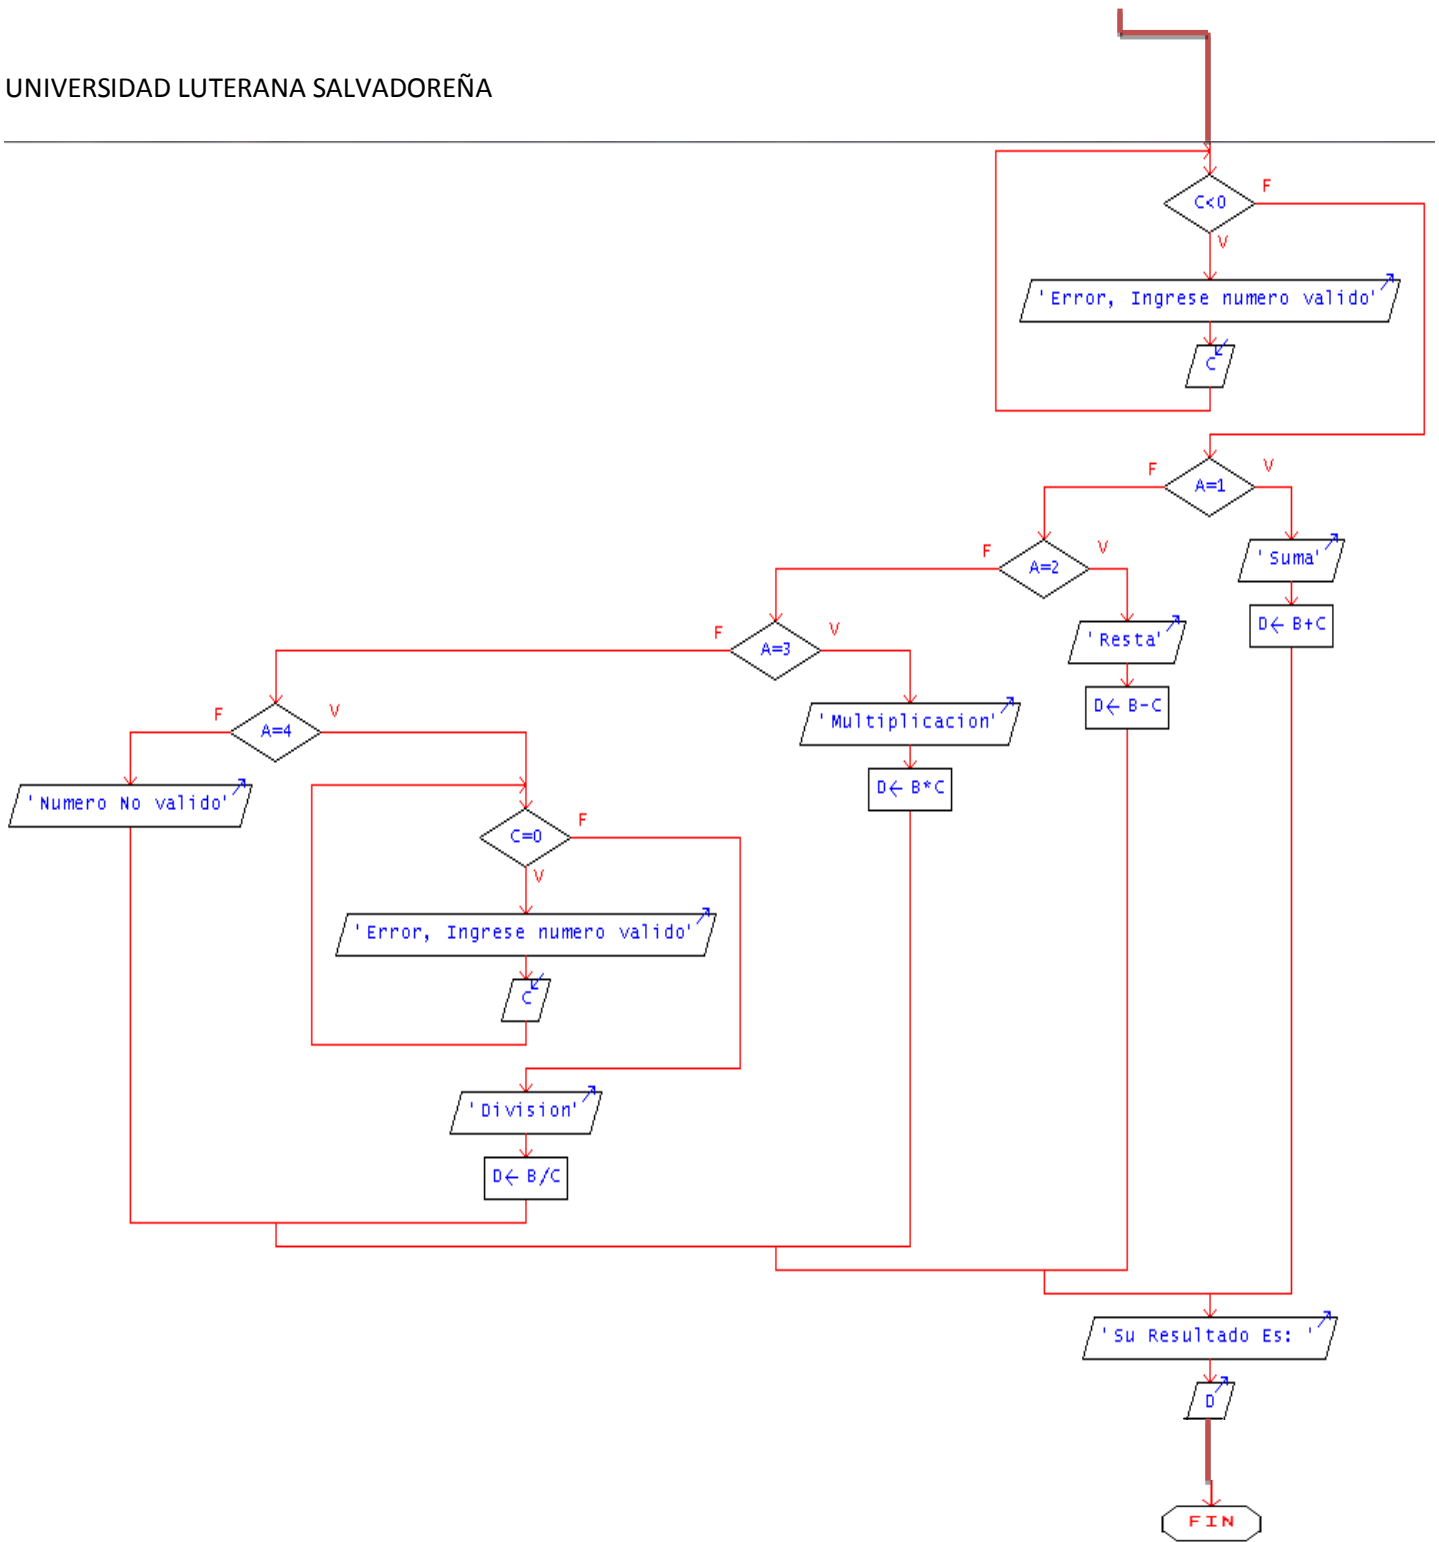 UNIVERSIDAD LUTERANA SALVADOREÑA
C<0
F
V
'Error, Ingrese numero valido'
C
F
A=1
V
F
A=2
V
'Suma'
D← B+C
F
A=3
V
'Resta'
D← B-C
F
A=4
V
'Multiplicacion'
D← B*C
'Numero No valido'
C=0
F
V
'Error, Ingrese numero valido'
C
'Division'
D← B/C
'Su Resultado Es: '
D
FIN